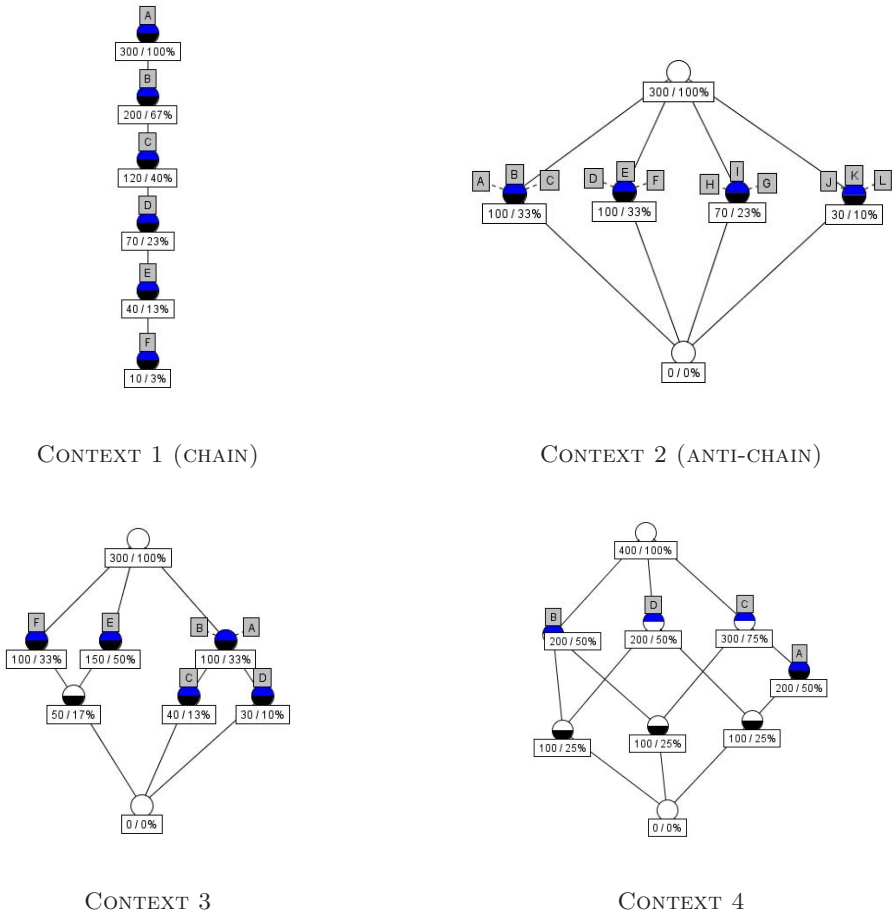 A
300 / 100%
B
200 / 67%
C
120 / 40%
D
70 / 23%
E
40 / 13%
F
10 / 3%
CONTEXT 1 (CHAIN)
300 / 100%
A B C D E F H I G J K L
100 / 33% 100 / 33% 70 / 23% 30 / 10%
0 / 0%
CONTEXT 2 (ANTI-CHAIN)
300 / 100%
F E B A
100 / 33% 150 / 50% 100 / 33%
C D
50 / 17% 40 / 13% 30 / 10%
0 / 0%
CONTEXT 3
400 / 100%
B D C
200 / 50% 200 / 50% 300 / 75%
A
200 / 50%
100 / 25% 100 / 25% 100 / 25%
0 / 0%
CONTEXT 4